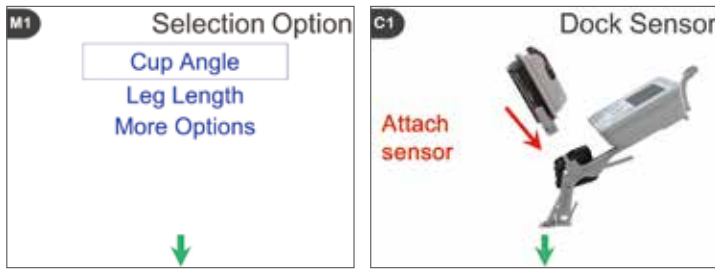 M1
Selection Option
Cup Angle
Leg Length
More Options
C1
Dock Sensor
Attach
sensor